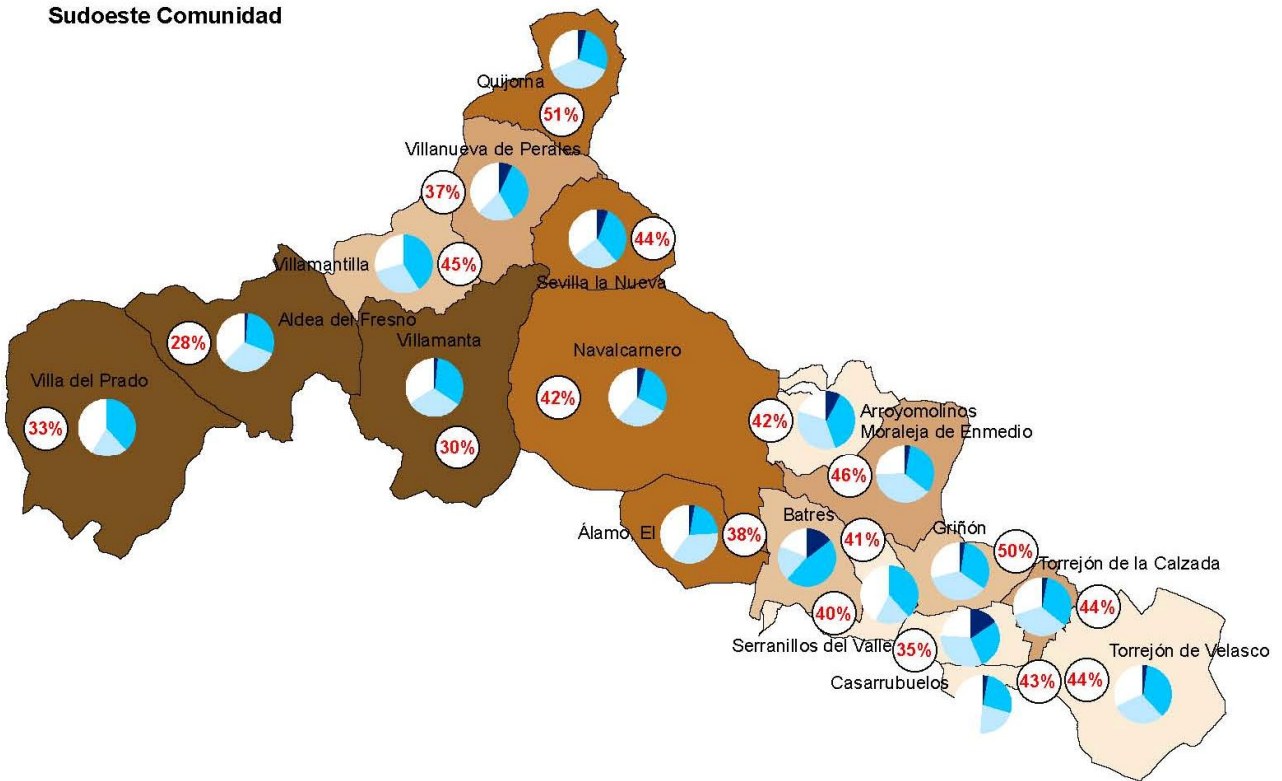 Sudoeste Comunidad
Quijorna
51%
Villanueva de Perales
37%
44%
Villamantilla
45%
Sevilla la Nueva
28%
Aldea del Fresno
Villamanta
Navalcarnero
Villa del Prado
33%
42%
30%
42%
Arroyomolinos
Moraleja de Enmedio
46%
Álamo, El
38%
Batres
41%
Griñón
50%
Torrejón de la Calzada
40%
44%
Serranillos del Valle
35%
Torrejón de Velasco
Casarrubuelos
43%
44%